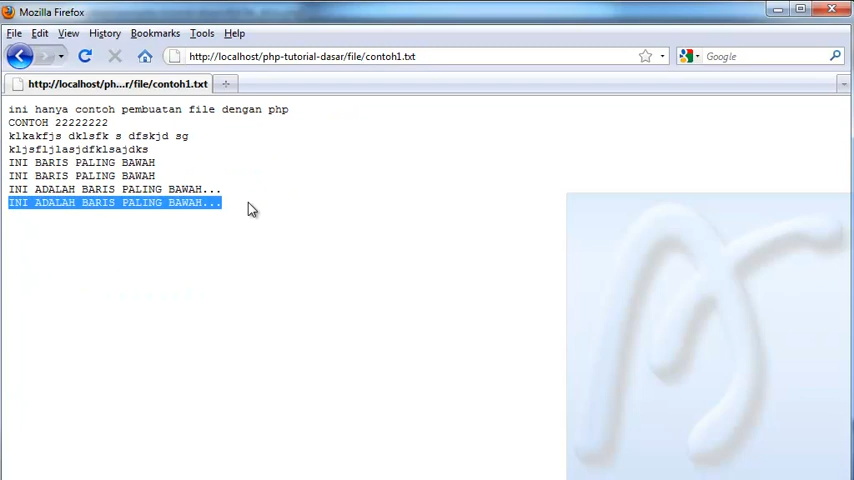 Mozilla Firefox
File Edit View History Bookmarks Tools Help
http://localhost/php-tutorial-dasar/file/contoh1.txt
Google
http://localhost/ph...r/file/contoh1.txt
ini hanya contoh pembuatan file dengan php
CONTOH 22222222
klkakfjs dklsfk s dfskjd sg
kljsfljlasjdfklsajdks
INI BARIS PALING BAWAH
INI BARIS PALING BAWAH
INI ADALAH BARIS PALING BAWAH...
INI ADALAH BARIS PALING BAWAH...